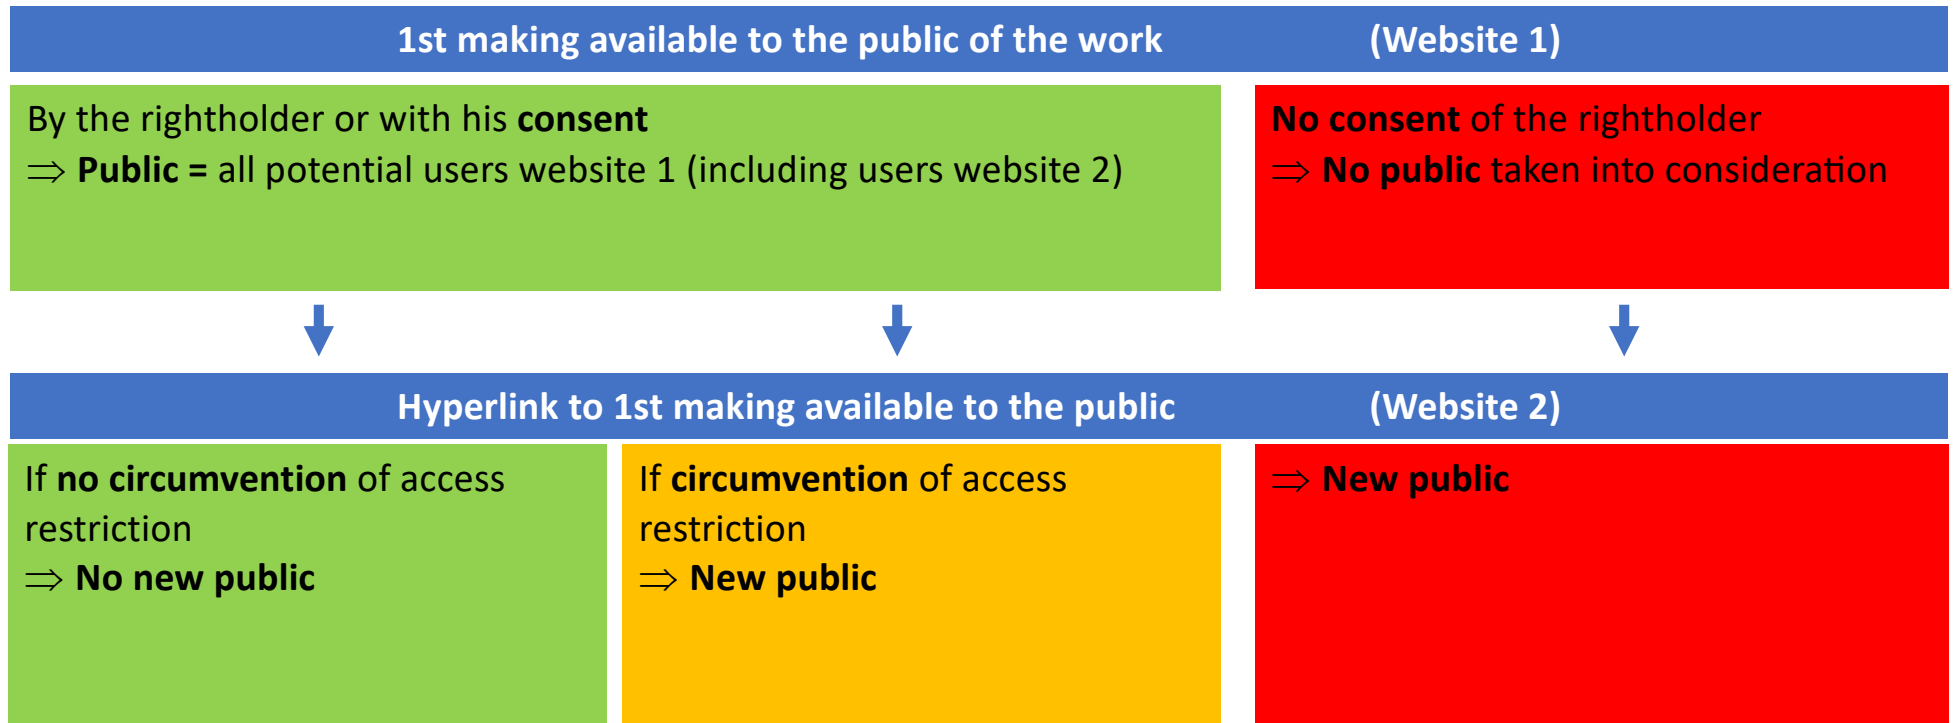 1st making available to the public of the work (Website 1)
By the rightholder or with his consent
⇒ Public = all potential users website 1 (including users website 2)
No consent of the rightholder
⇒ No public taken into consideration
Hyperlink to 1st making available to the public (Website 2)
If no circumvention of access
restriction
⇒ No new public
If circumvention of access
restriction
⇒ New public
⇒ New public